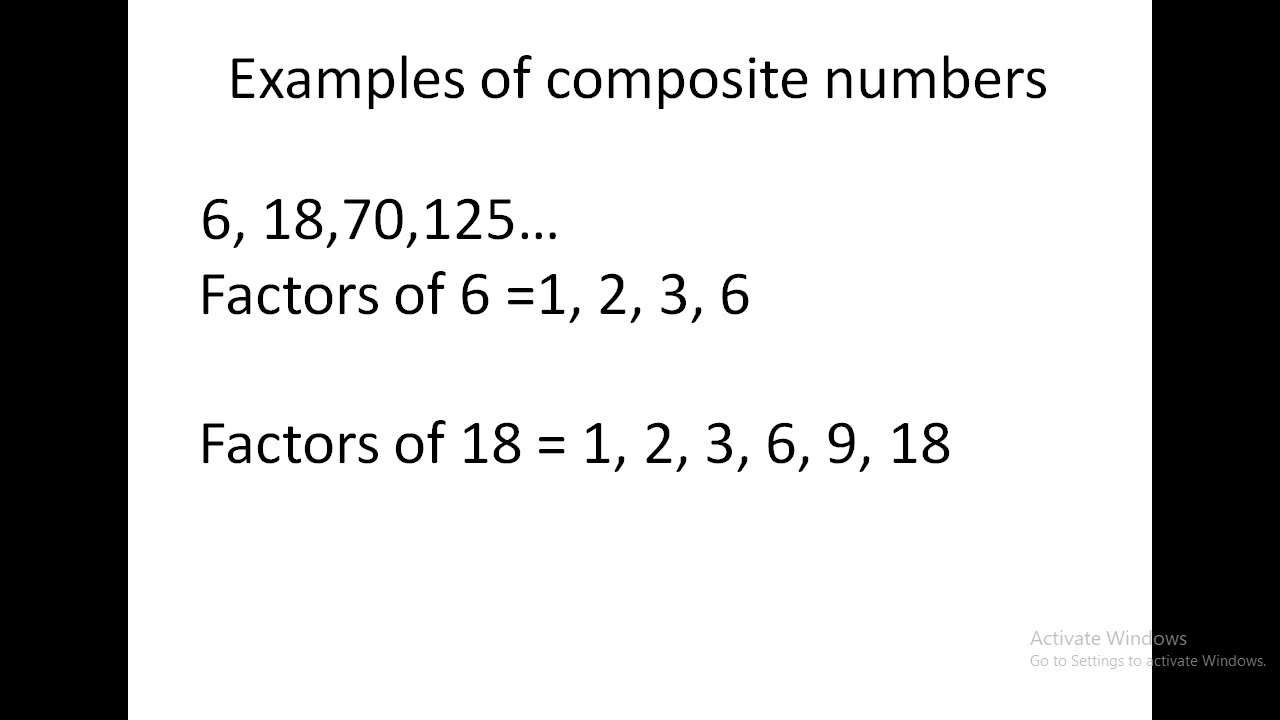 Examples of composite numbers
6, 18,70,125...
Factors of 6 =1, 2, 3, 6
Factors of 18 = 1, 2, 3, 6, 9, 18
Activate Windows
Go to Settings to activate Windows.